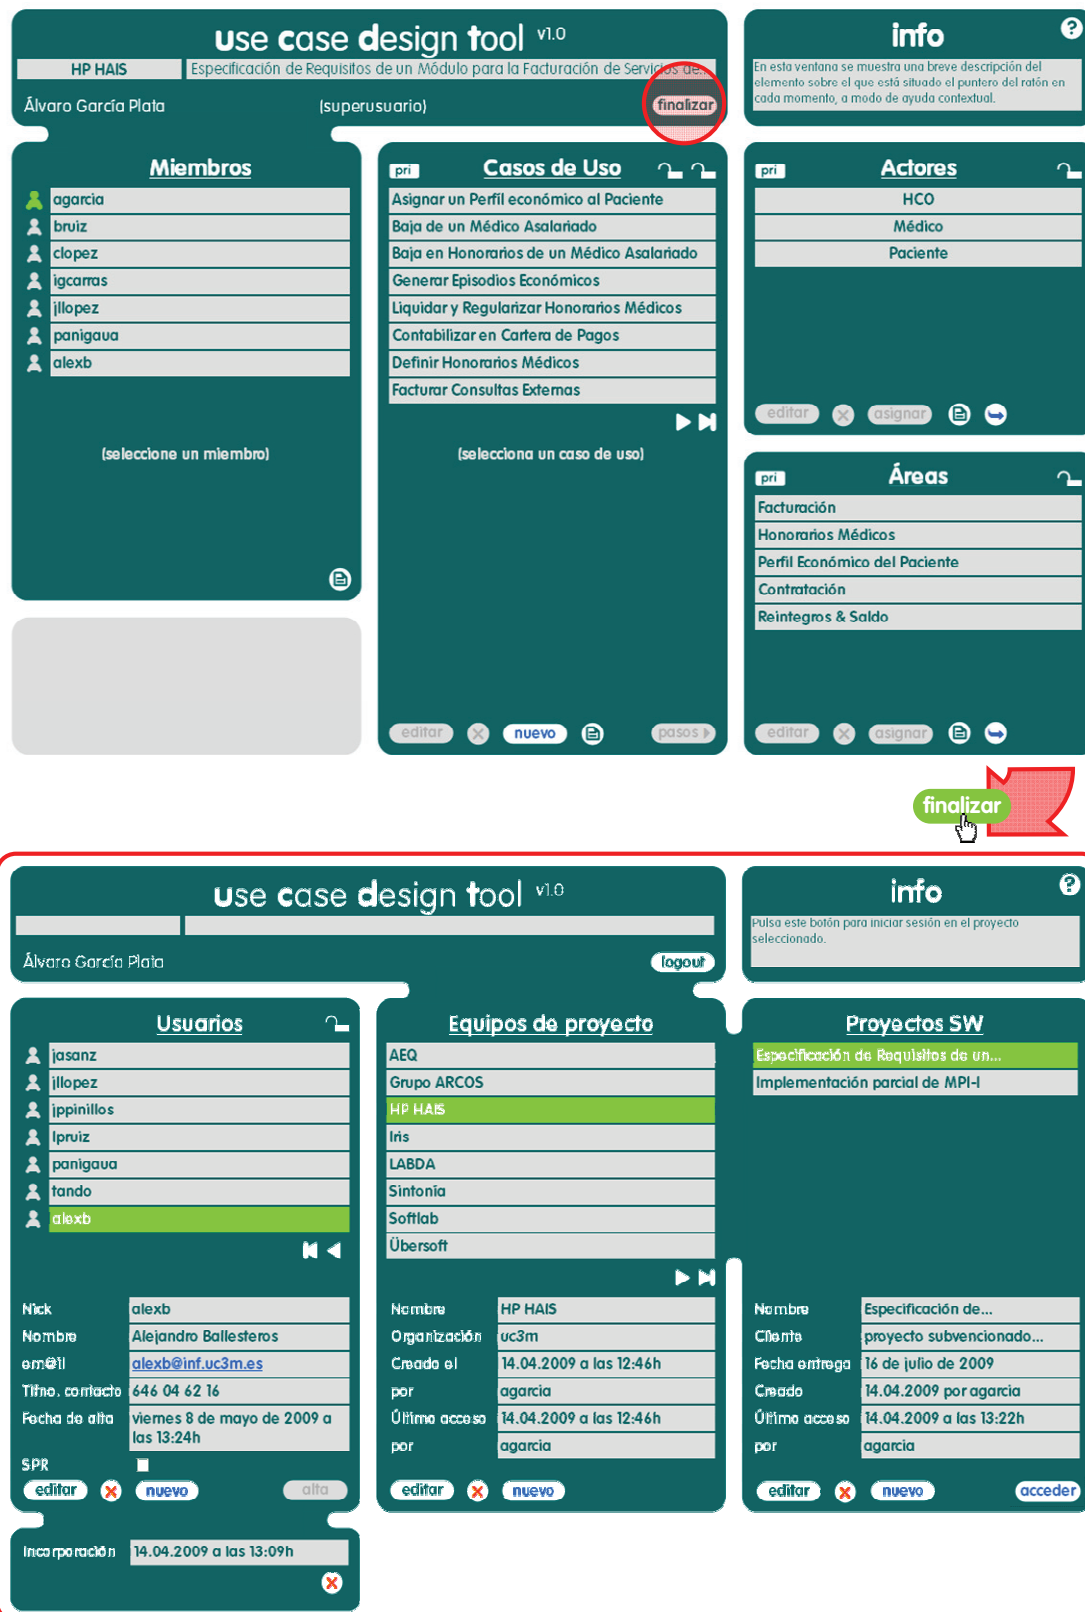 use case design tool v1.0
HP HAIS
Especificación de Requisitos de un Módulo para la Facturación de Servicios de...
Álvaro García Plata
(superusuario)
finalizar
info
?
En esta ventana se muestra una breve descripción del
elemento sobre el que está situado el puntero del ratón en
cada momento, a modo de ayuda contextual.
Miembros
agarcia
bruiz
clopez
igcarras
jllopez
panigaua
alexb
(seleccione un miembro)
pri
Casos de Uso
Asignar un Perfil económico al Paciente
Baja de un Médico Asalariado
Baja en Honorarios de un Médico Asalariado
Generar Episodios Económicos
Liquidar y Regularizar Honorarios Médicos
Contabilizar en Cartera de Pagos
Definir Honorarios Médicos
Facturar Consultas Externas
(selecciona un caso de uso)
editar
nuevo
pasos
pri
Actores
HCO
Médico
Paciente
editar
asignar
pri
Áreas
Facturación
Honorarios Médicos
Perfil Económico del Paciente
Contratación
Reintegros & Saldo
editar
asignar
finalizar
use case design tool v1.0
Álvaro García Plata
logout
info
?
Pulsa este botón para iniciar sesión en el proyecto
seleccionado.
Usuarios
jasanz
jllopez
jppinillos
lpruiz
panigaua
tando
alexb
Nick alexb
Nombre Alejandro Ballesteros
em@il alexb@inf.uc3m.es
Tlfno. contacto 646 04 62 16
Fecha de alta viernes 8 de mayo de 2009 a
las 13:24h
SPR
editar
nuevo
alta
Incorporación 14.04.2009 a las 13:09h
Equipos de proyecto
AEQ
Grupo ARCOS
HP HAIS
Iris
LABDA
Sintonía
Softlab
Übersoft
Nombre HP HAIS
Organización uc3m
Creado el 14.04.2009 a las 12:46h
por agarcia
Último acceso 14.04.2009 a las 12:46h
por agarcia
editar
nuevo
Proyectos SW
Especificación de Requisitos de un...
Implementación parcial de MPI-I
Nombre Especificación de...
Cliente proyecto subvencionado...
Fecha entrega 16 de julio de 2009
Creado 14.04.2009 por agarcia
Último acceso 14.04.2009 a las 13:22h
por agarcia
editar
nuevo
acceder